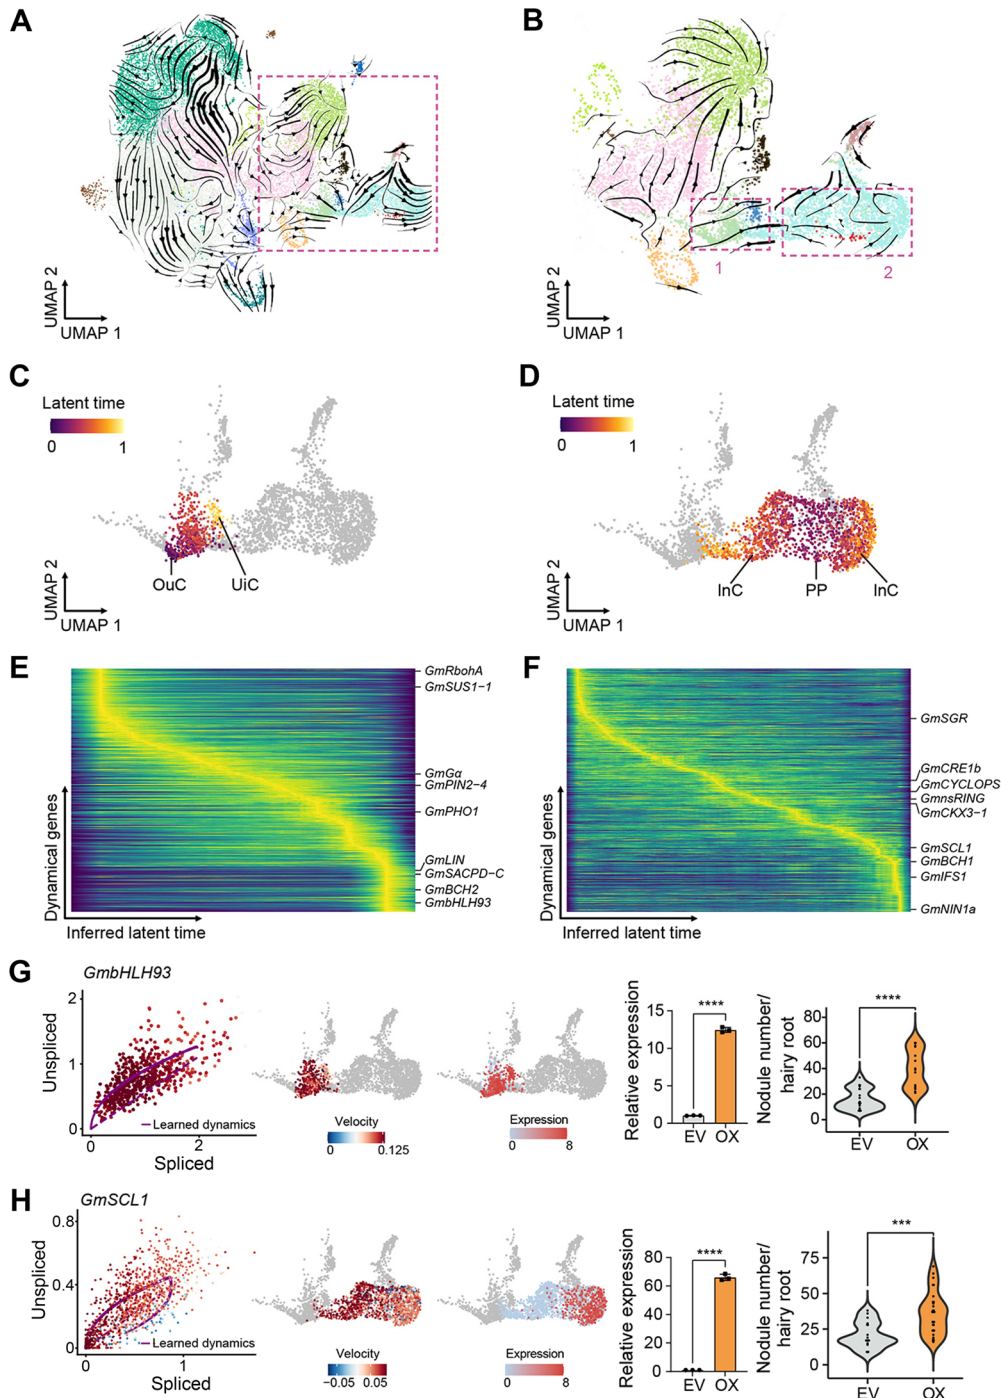 A
UMAP 2
UMAP 1
B
1
2
UMAP 2
UMAP 1
C
Latent time
0 1
OuC
UiC
UMAP 2
UMAP 1
D
Latent time
0 1
InC
PP
InC
UMAP 2
UMAP 1
E
GmRbohA
GmSUS1-1
GmGα
GmPIN2-4
GmPHO1
GmLIN
GmSACPD-C
GmBCH2
GmbHLH93
Dynamical genes
Inferred latent time
F
GmSGR
GmCRE1b
GmCYCLOPS
GmnsRING
GmCKX3-1
GmSCL1
GmBCH1
GmIFS1
GmNIN1a
Dynamical genes
Inferred latent time
G
GmbHLH93
Unspliced
2
1
0
0 2
Learned dynamics
Spliced
Velocity
0 0.125
Expression
0 8
Relative expression
15
10
5
0
****
EV OX
Nodule number/
hairy root
80
60
40
20
0
****
EV OX
H
GmSCL1
Unspliced
0.8
0.4
0
0 1
Learned dynamics
Spliced
Velocity
−0.05 0.05
Expression
0 8
Relative expression
80
60
40
20
0
****
EV OX
Nodule number/
hairy root
75
50
25
0
***
EV OX